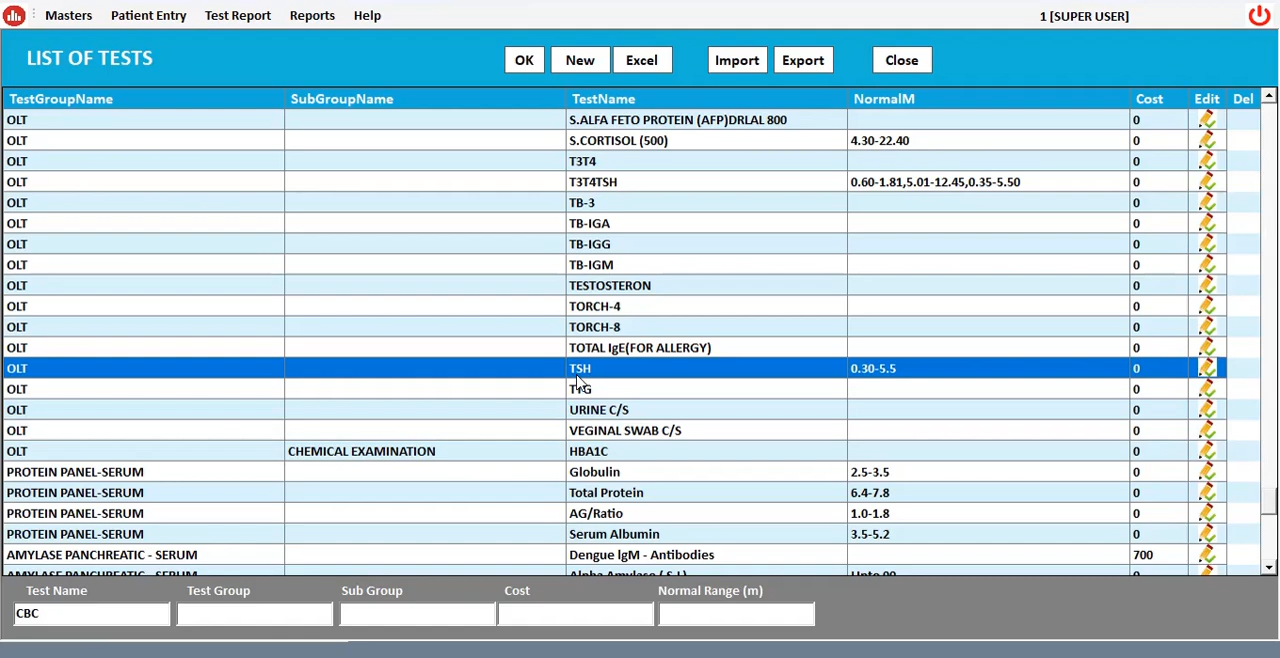 Masters Patient Entry Test Report Reports Help 1 [SUPER USER]
LIST OF TESTS OK New Excel Import Export Close
TestGroupName SubGroupName TestName NormalM Cost Edit Del
OLT S.ALFA FETO PROTEIN (AFP)DRLAL 800 0
OLT S.CORTISOL (500) 4.30-22.40 0
OLT T3T4 0
OLT T3T4TSH 0.60-1.81,5.01-12.45,0.35-5.50 0
OLT TB-3 0
OLT TB-IGA 0
OLT TB-IGG 0
OLT TB-IGM 0
OLT TESTOSTERON 0
OLT TORCH-4 0
OLT TORCH-8 0
OLT TOTAL IgE(FOR ALLERGY) 0
OLT TSH 0.30-5.5 0
OLT 0
OLT URINE C/S 0
OLT VEGINAL SWAB C/S 0
OLT CHEMICAL EXAMINATION HBA1C 0
PROTEIN PANEL-SERUM Globulin 2.5-3.5 0
PROTEIN PANEL-SERUM Total Protein 6.4-7.8 0
PROTEIN PANEL-SERUM AG/Ratio 1.0-1.8 0
PROTEIN PANEL-SERUM Serum Albumin 3.5-5.2 0
AMYLASE PANCHREATIC - SERUM Dengue IgM - Antibodies 700
AMYLASE PANCHREATIC - SERUM Alpha Amylase ( S L) Upto 90
Test Name Test Group Sub Group Cost Normal Range (m)
CBC